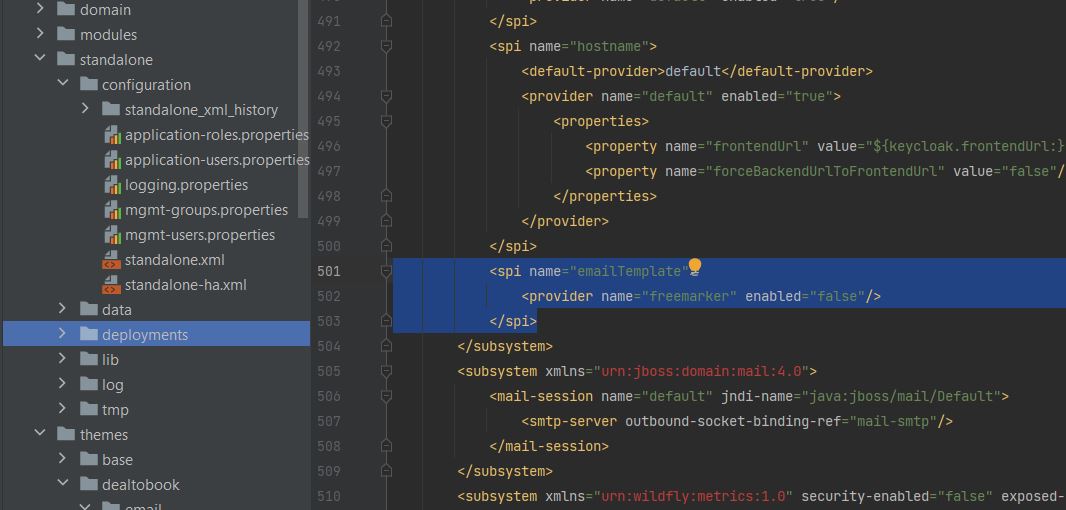 domain
modules
standalone
configuration
standalone_xml_history
application-roles.properties
application-users.properties
logging.properties
mgmt-groups.properties
mgmt-users.properties
standalone.xml
standalone-ha.xml
data
deployments
lib
log
tmp
themes
base
dealtobook
email
491 </spi>
492 <spi name="hostname">
493 <default-provider>default</default-provider>
494 <provider name="default" enabled="true">
495 <properties>
496 <property name="frontendUrl" value="${keycloak.frontendUrl:}
497 <property name="forceBackendUrlToFrontendUrl" value="false"/
498 </properties>
499 </provider>
500 </spi>
501 <spi name="emailTemplate"
502 <provider name="freemarker" enabled="false"/>
503 </spi>
504 </subsystem>
505 <subsystem xmlns="urn:jboss:domain:mail:4.0">
506 <mail-session name="default" jndi-name="java:jboss/mail/Default">
507 <smtp-server outbound-socket-binding-ref="mail-smtp"/>
508 </mail-session>
509 </subsystem>
510 <subsystem xmlns="urn:wildfly:metrics:1.0" security-enabled="false" exposed-